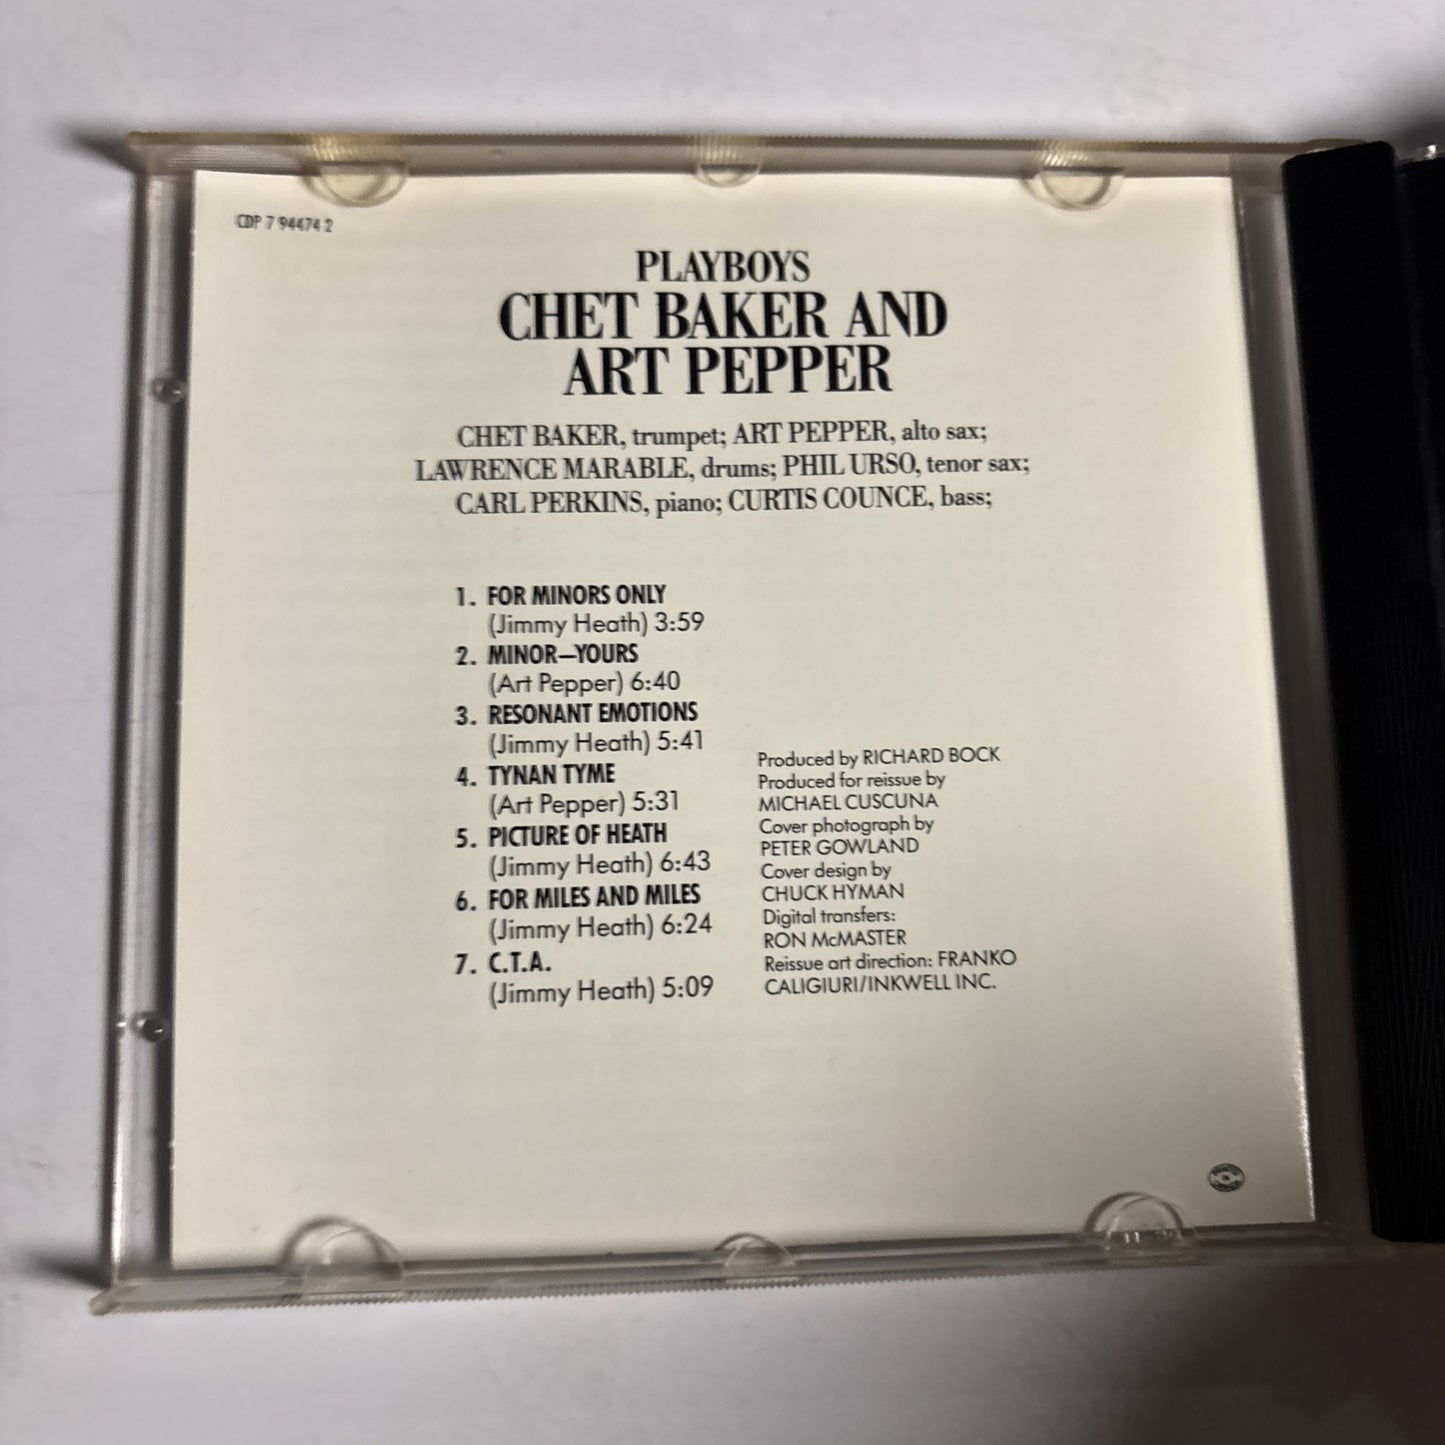 CDP 7 94474 2
PLAYBOYS
CHET BAKER AND
ART PEPPER
CHET BAKER, trumpet; ART PEPPER, alto sax;
LAWRENCE MARABLE, drums; PHIL URSO, tenor sax;
CARL PERKINS, piano; CURTIS COUNCE, bass;
1. FOR MINORS ONLY
(Jimmy Heath) 3:59
2. MINOR—YOURS
(Art Pepper) 6:40
3. RESONANT EMOTIONS
(Jimmy Heath) 5:41
4. TYNAN TYME
(Art Pepper) 5:31
5. PICTURE OF HEATH
(Jimmy Heath) 6:43
6. FOR MILES AND MILES
(Jimmy Heath) 6:24
7. C.T.A.
(Jimmy Heath) 5:09
Produced by RICHARD BOCK
Produced for reissue by
MICHAEL CUSCUNA
Cover photograph by
PETER GOWLAND
Cover design by
CHUCK HYMAN
Digital transfers:
RON McMASTER
Reissue art direction: FRANKO
CALIGIURI/INKWELL INC.